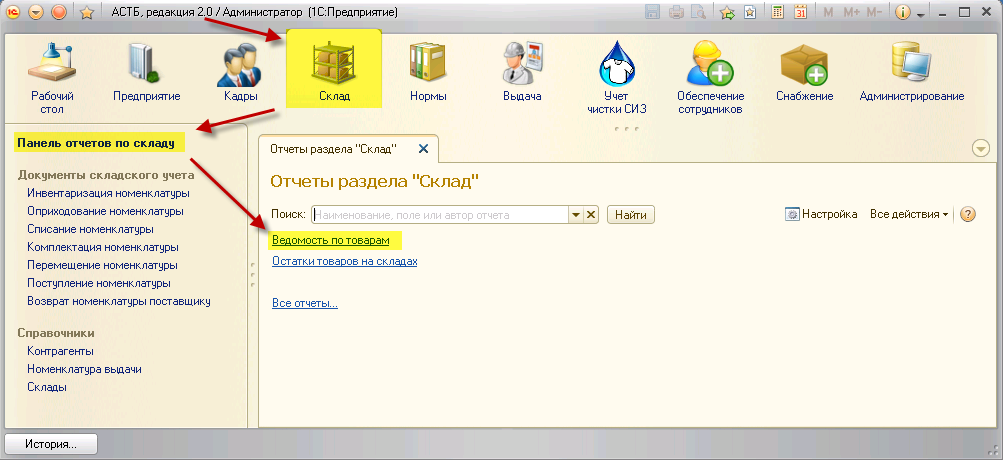 АСТБ, редакция 2.0 / Администратор (1С:Предприятие)
M M+ M-
Рабочий стол
Предприятие
Кадры
Склад
Нормы
Выдача
Учет чистки СИЗ
Обеспечение сотрудников
Снабжение
Администрирование
Панель отчетов по складу
Документы складского учета
Инвентаризация номенклатуры
Оприходование номенклатуры
Списание номенклатуры
Комплектация номенклатуры
Перемещение номенклатуры
Поступление номенклатуры
Возврат номенклатуры поставщику
Справочники
Контрагенты
Номенклатура выдачи
Склады
Отчеты раздела "Склад"
Отчеты раздела "Склад"
Поиск: Наименование, поле или автор отчета Найти Настройка Все действия
Ведомость по товарам
Остатки товаров на складах
Все отчеты...
История...